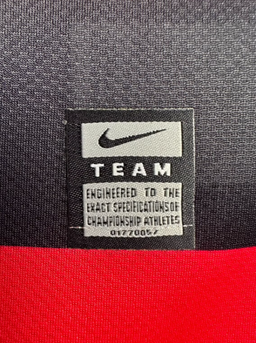 TEAM
ENGINEERED TO THE
EXACT SPECIFICATIONS OF
CHAMPIONSHIP ATHLETES
01770057